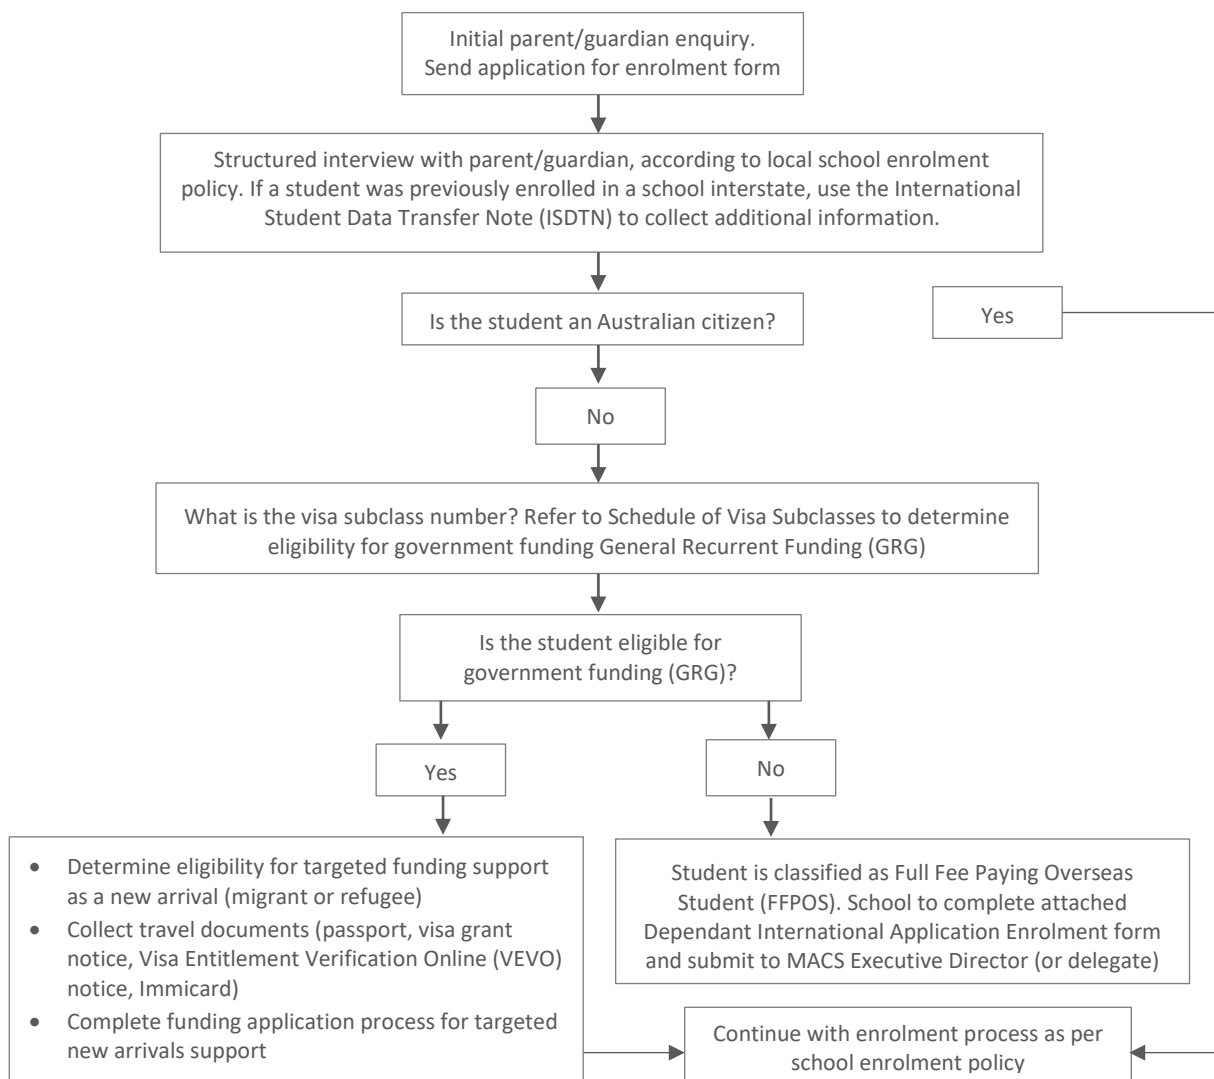 Initial parent/guardian enquiry.
Send application for enrolment form
Structured interview with parent/guardian, according to local school enrolment
policy. If a student was previously enrolled in a school interstate, use the International
Student Data Transfer Note (ISDTN) to collect additional information.
Is the student an Australian citizen?
Yes
No
What is the visa subclass number? Refer to Schedule of Visa Subclasses to determine
eligibility for government funding General Recurrent Funding (GRG)
Is the student eligible for
government funding (GRG)?
Yes
No
• Determine eligibility for targeted funding support
as a new arrival (migrant or refugee)
• Collect travel documents (passport, visa grant
notice, Visa Entitlement Verification Online (VEVO)
notice, Immicard)
• Complete funding application process for targeted
new arrivals support
Student is classified as Full Fee Paying Overseas
Student (FFPOS). School to complete attached
Dependant International Application Enrolment form
and submit to MACS Executive Director (or delegate)
Continue with enrolment process as per
school enrolment policy